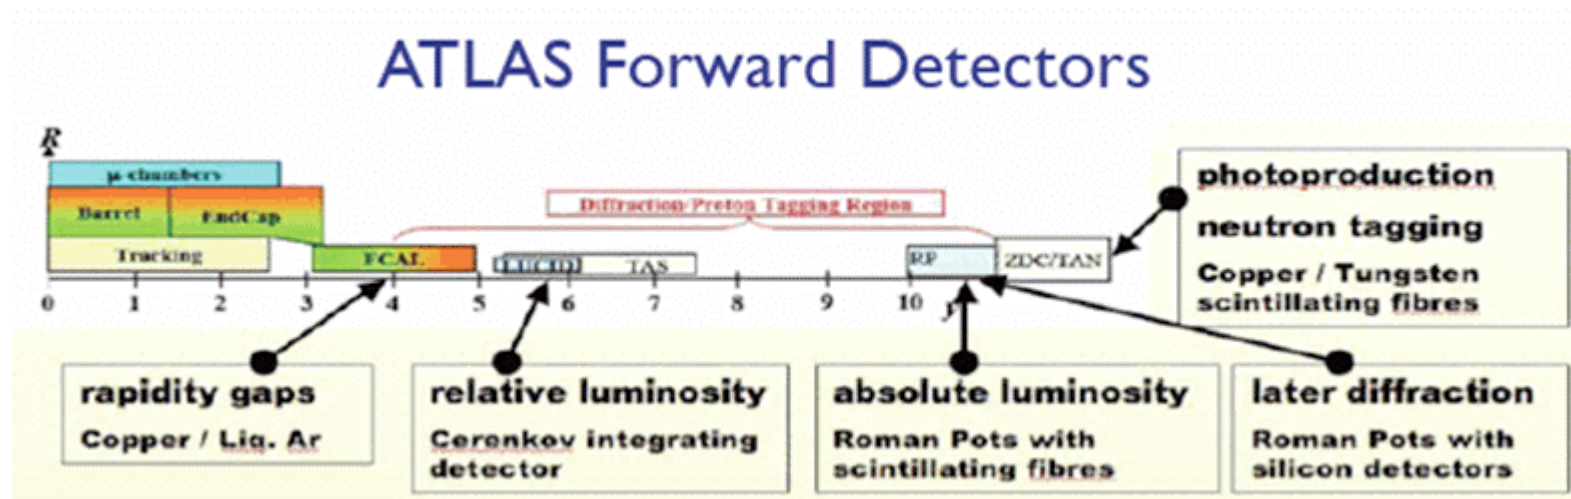 ATLAS Forward Detectors
R
μ-chambers
Barrel
EndCap
Tracking
FCAL
Diffraction/Proton Tagging Region
LUCID
TAS
RP
ZDC/TAN
0 1 2 3 4 5 6 7 8 9 10
y
photoproduction
neutron tagging
Copper / Tungsten
scintillating fibres
rapidity gaps
Copper / Liq. Ar
relative luminosity
Cerenkov integrating
detector
absolute luminosity
Roman Pots with
scintillating fibres
later diffraction
Roman Pots with
silicon detectors